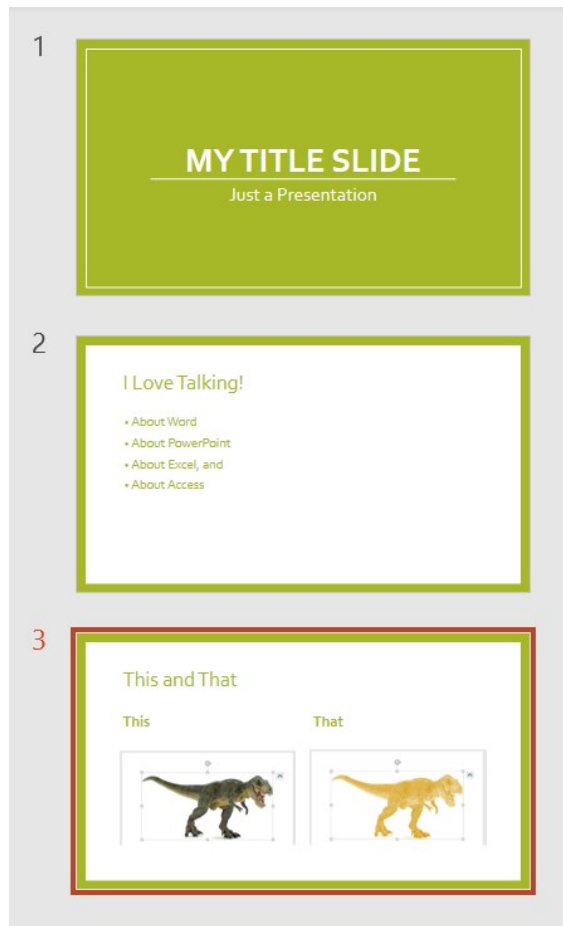 1
MY TITLE SLIDE
Just a Presentation
2
I Love Talking!
• About Word
• About PowerPoint
• About Excel, and
• About Access
3
This and That
This That